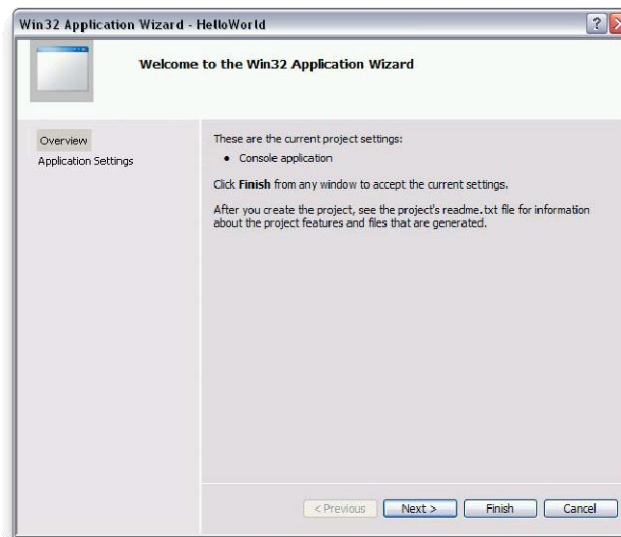 Win32 Application Wizard - HelloWorld
Welcome to the Win32 Application Wizard
Overview
Application Settings
These are the current project settings:
• Console application
Click Finish from any window to accept the current settings.
After you create the project, see the project's readme.txt file for information
about the project features and files that are generated.
< Previous
Next >
Finish
Cancel